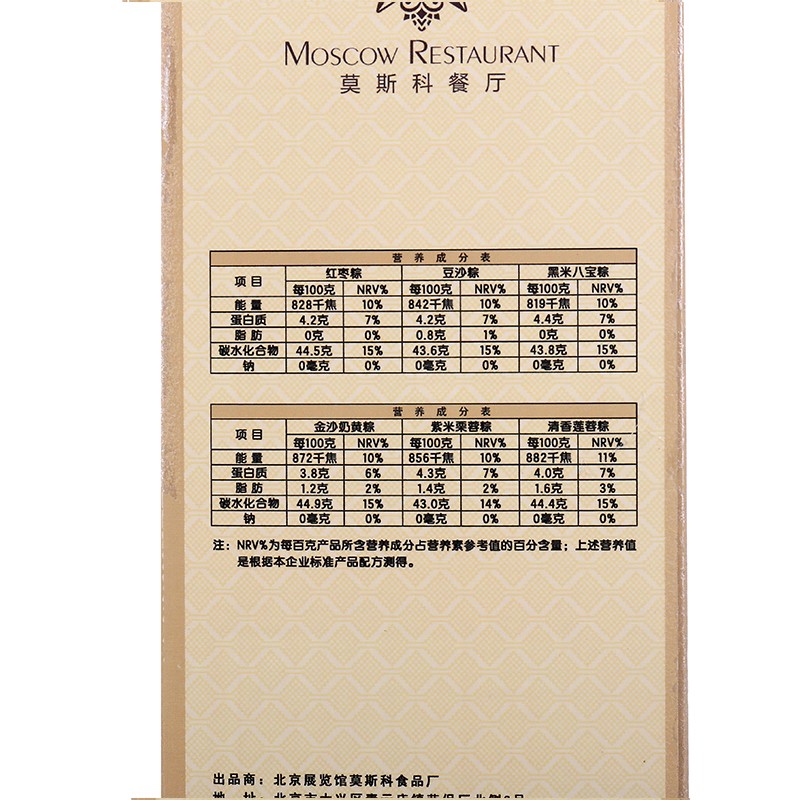 MOSCOW RESTAURANT
莫斯科餐厅
营养成分表
项目 红枣粽 豆沙粽 黑米八宝粽
每100克 NRV% 每100克 NRV% 每100克 NRV%
能量 828千焦 10% 842千焦 10% 819千焦 10%
蛋白质 4.2克 7% 4.2克 7% 4.4克 7%
脂肪 0克 0% 0.8克 1% 0克 0%
碳水化合物 44.5克 15% 43.6克 15% 43.8克 15%
钠 0毫克 0% 0毫克 0% 0毫克 0%
营养成分表
项目 金沙奶黄粽 紫米栗蓉粽 清香莲蓉粽
每100克 NRV% 每100克 NRV% 每100克 NRV%
能量 872千焦 10% 856千焦 10% 882千焦 11%
蛋白质 3.8克 6% 4.3克 7% 4.0克 7%
脂肪 1.2克 2% 1.4克 2% 1.6克 3%
碳水化合物 44.9克 15% 43.0克 14% 44.4克 15%
钠 0毫克 0% 0毫克 0% 0毫克 0%
注：NRV%为每百克产品所含营养成分占营养素参考值的百分含量；上述营养值
是根据本企业标准产品配方测得。
出品商：北京展览馆莫斯科食品厂